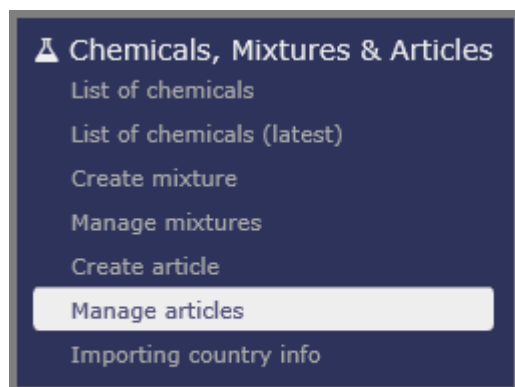 Chemicals, Mixtures & Articles
List of chemicals
List of chemicals (latest)
Create mixture
Manage mixtures
Create article
Manage articles
Importing country info